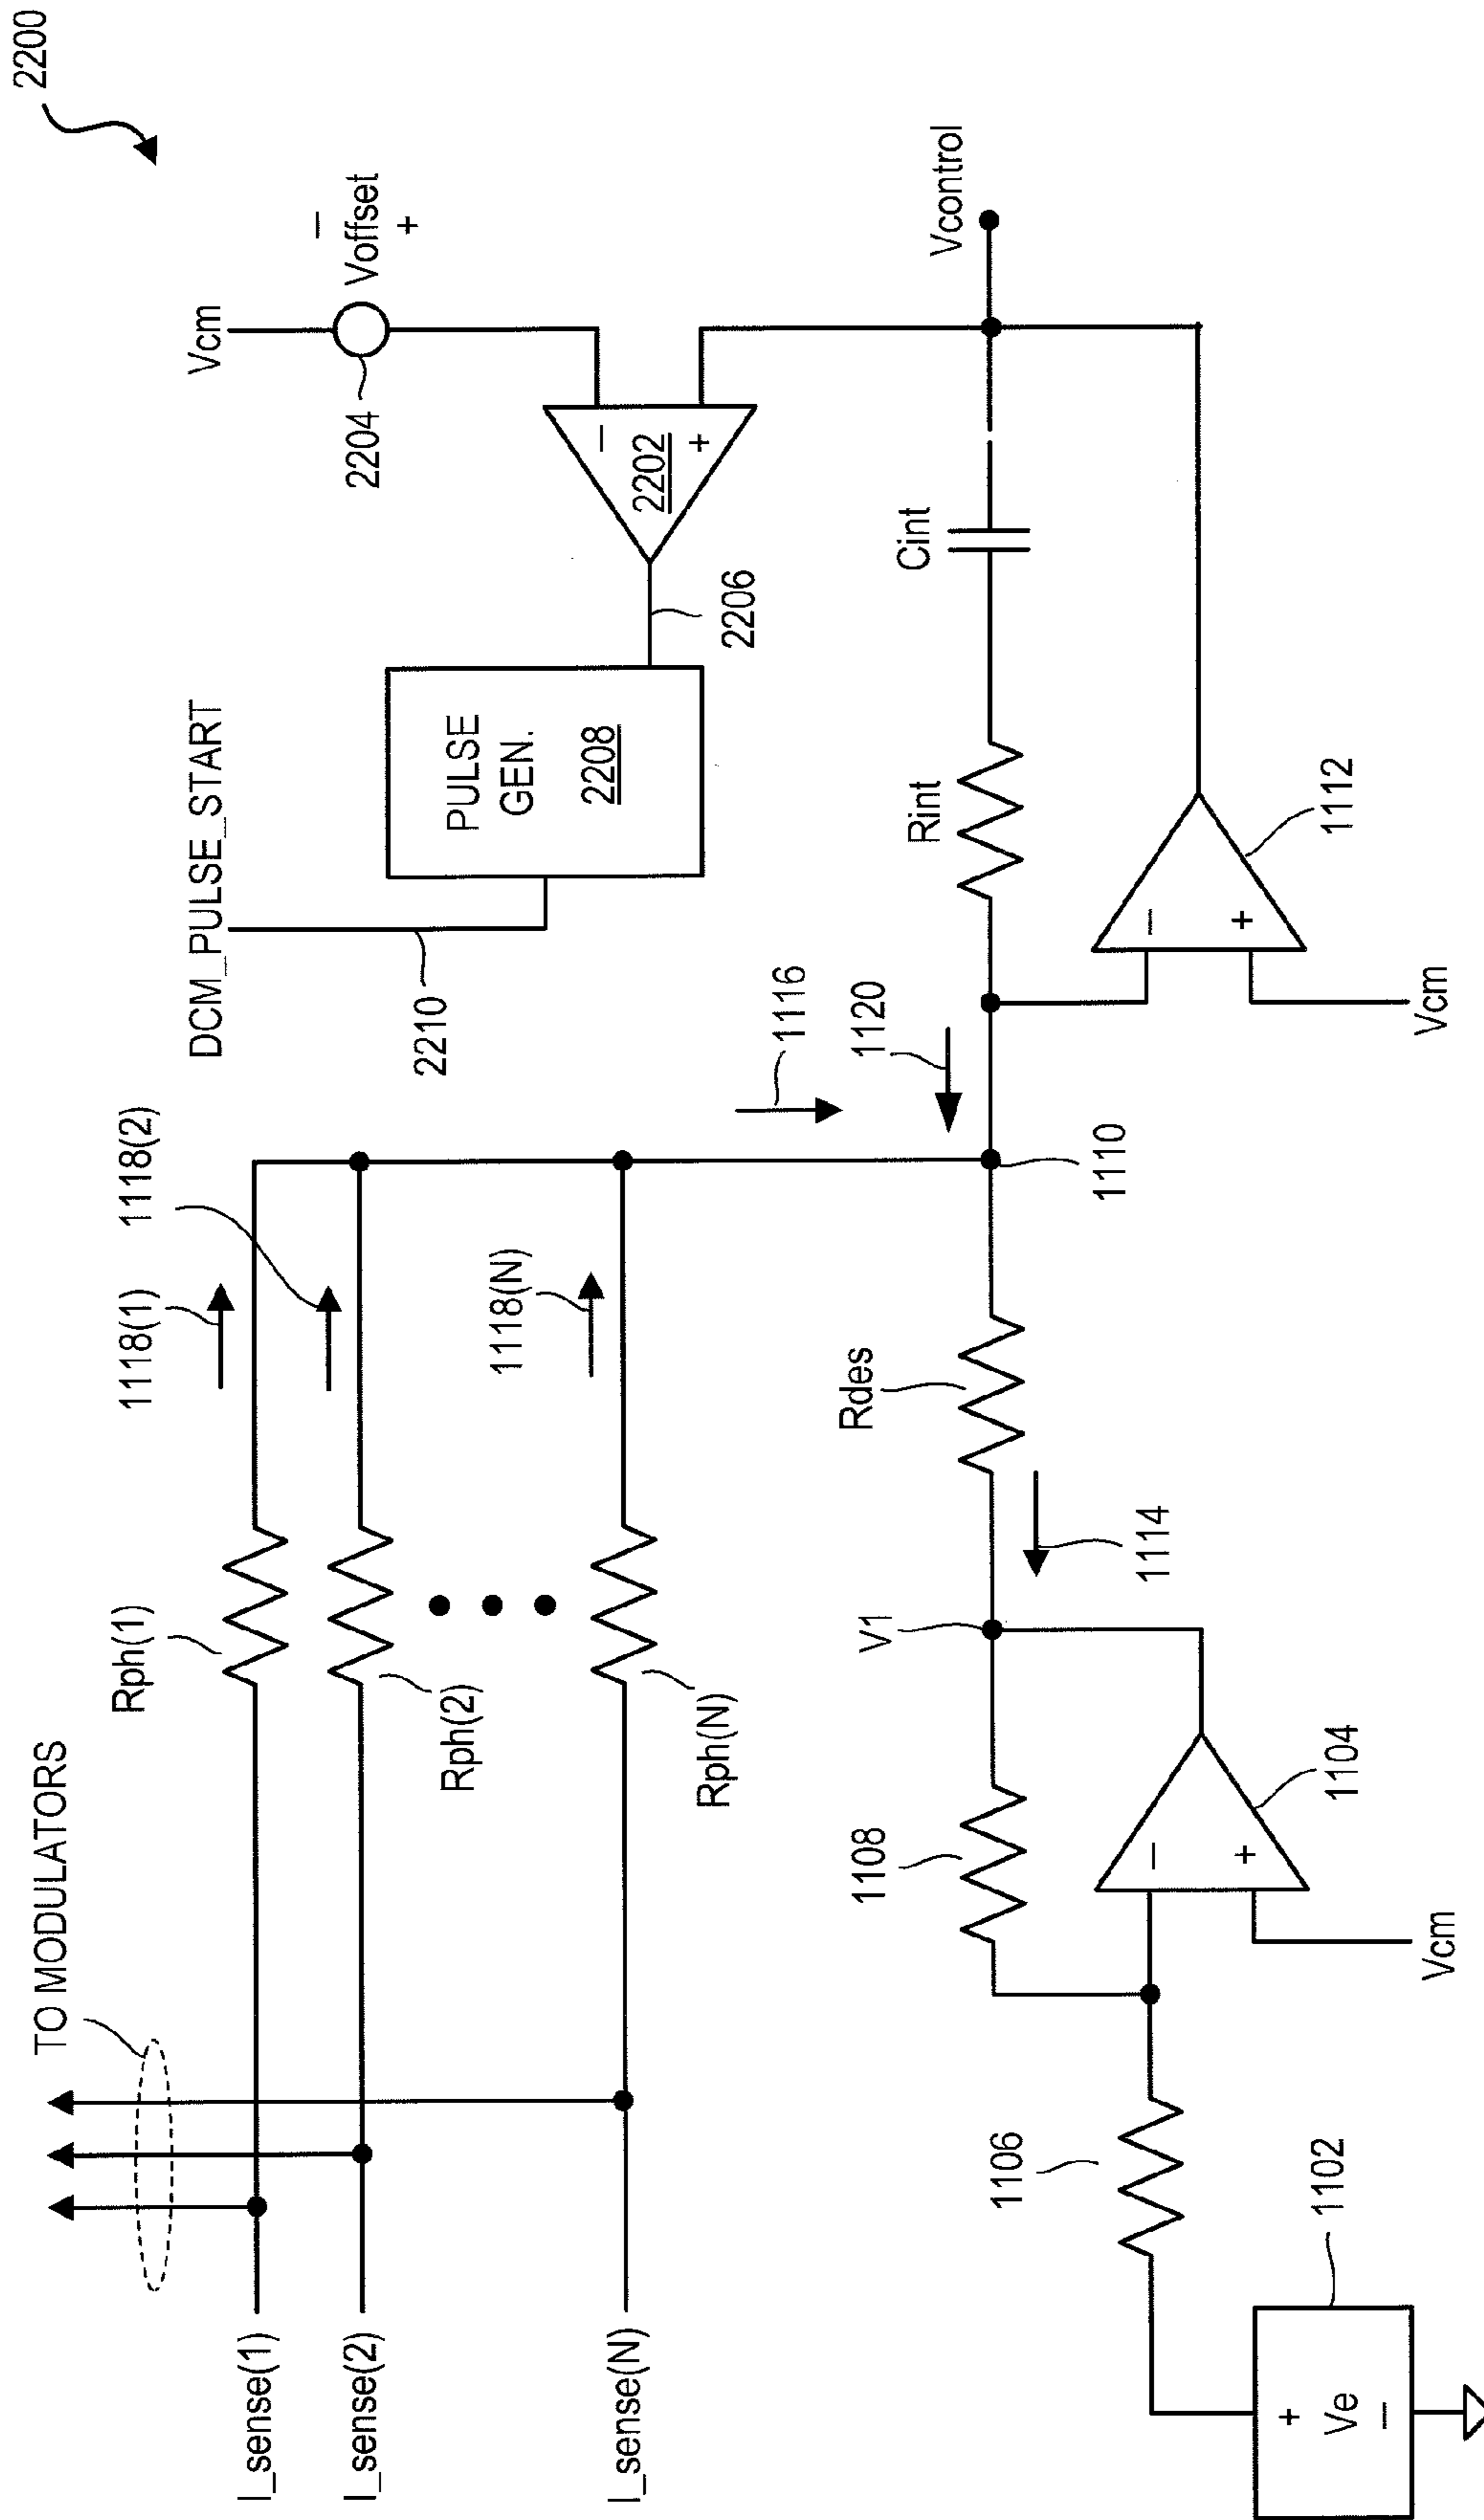 2200
TO MODULATORS
I_sense(1)
I_sense(2)
I_sense(N)
Rph(1)
Rph(2)
Rph(N)
1118(1)
1118(2)
1118(N)
DCM_PULSE_START
2210
PULSE
GEN.
2208
2206
2202
−
+
Vcm
2204
−
Voffset
+
1116
1120
1110
Rint
Cint
Vcontrol
−
+
1112
Vcm
Rdes
1114
V1
1108
−
+
1104
Vcm
1106
1102
+
Ve
−